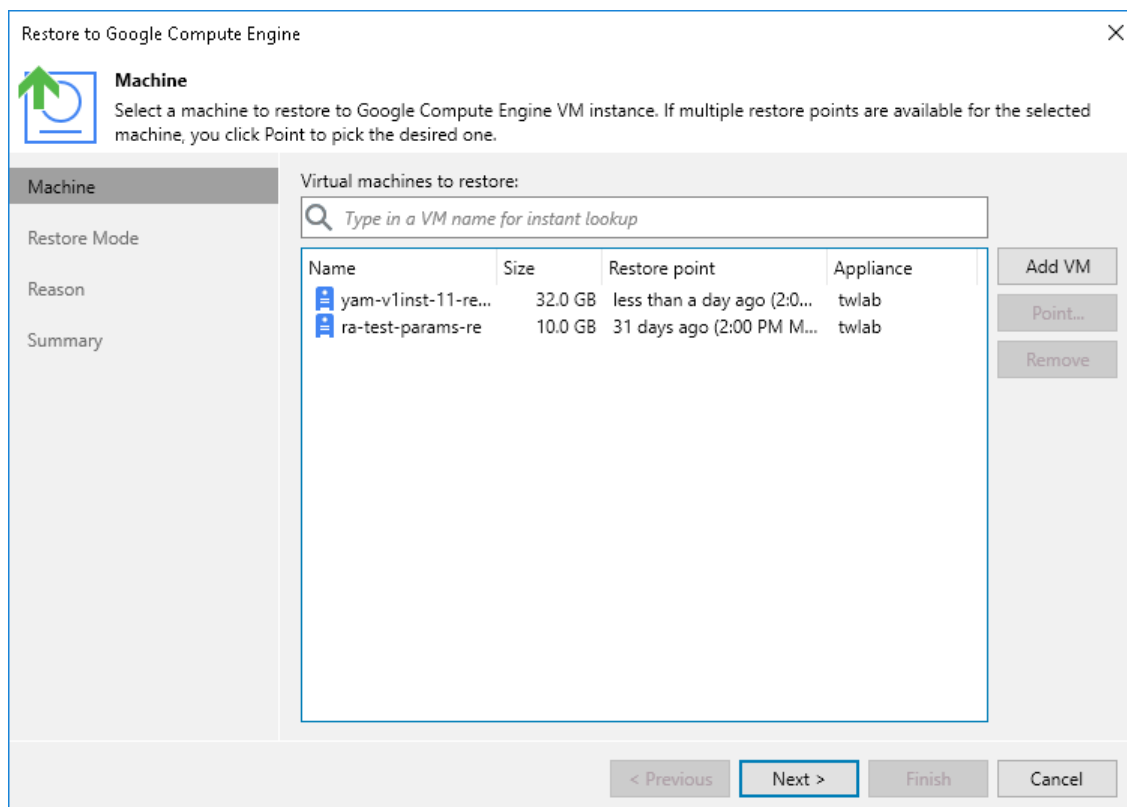 Restore to Google Compute Engine
Machine
Select a machine to restore to Google Compute Engine VM instance. If multiple restore points are available for the selected
machine, you click Point to pick the desired one.
Machine
Restore Mode
Reason
Summary
Virtual machines to restore:
Type in a VM name for instant lookup
Name Size Restore point Appliance
yam-v1inst-11-re... 32.0 GB less than a day ago (2:0... twlab
ra-test-params-re 10.0 GB 31 days ago (2:00 PM M... twlab
Add VM
Point...
Remove
< Previous Next > Finish Cancel